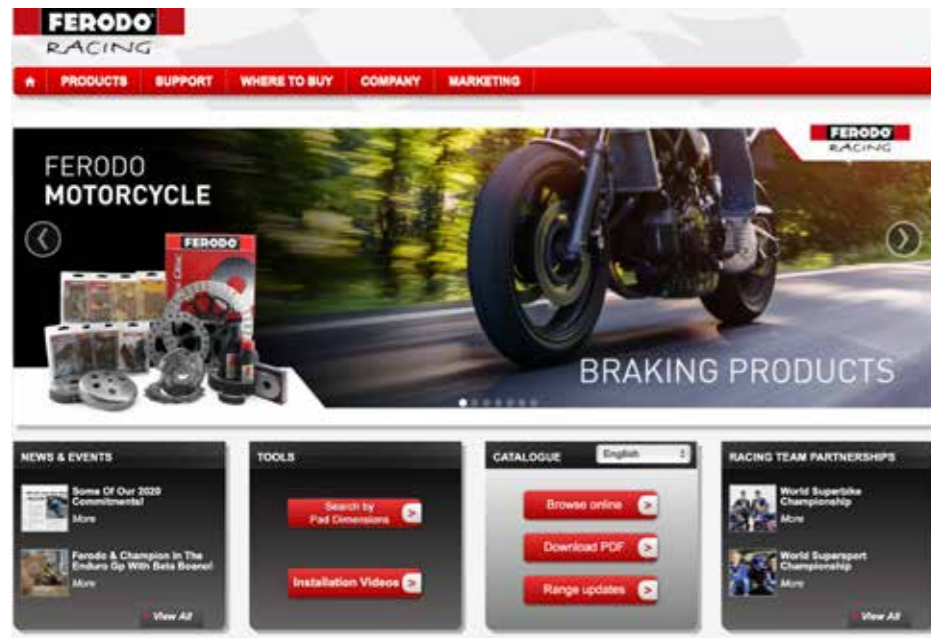 FERODO
RACING
PRODUCTS SUPPORT WHERE TO BUY COMPANY MARKETING
FERODO
RACING
FERODO
MOTORCYCLE
FERODO
BRAKING PRODUCTS
NEWS & EVENTS
Some Of Our 2020
Commitments!
More
Ferodo & Champion In The
Enduro Gp With Beta Boano!
More
View All
TOOLS
Search by
Pad Dimensions
Installation Videos
CATALOGUE English
Browse online
Download PDF
Range updates
RACING TEAM PARTNERSHIPS
World Superbike
Championship
More
World Supersport
Championship
More
View All